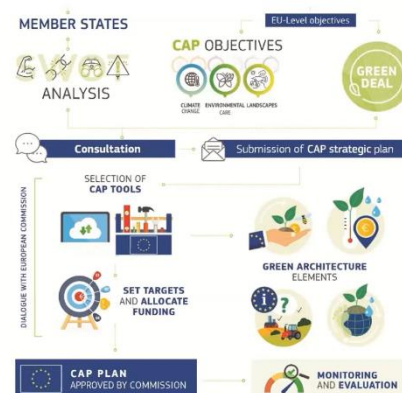 MEMBER STATES
EU-Level objectives
CAP OBJECTIVES
SWOT
ANALYSIS
CLIMATE
CHANGE
ENVIRONMENTAL
CARE
LANDSCAPES
GREEN
DEAL
Consultation
Submission of CAP strategic plan
DIALOGUE WITH EUROPEAN COMMISSION
SELECTION OF
CAP TOOLS
SET TARGETS
AND ALLOCATE
FUNDING
GREEN ARCHITECTURE
ELEMENTS
CAP PLAN
APPROVED BY COMMISSION
MONITORING
AND EVALUATION